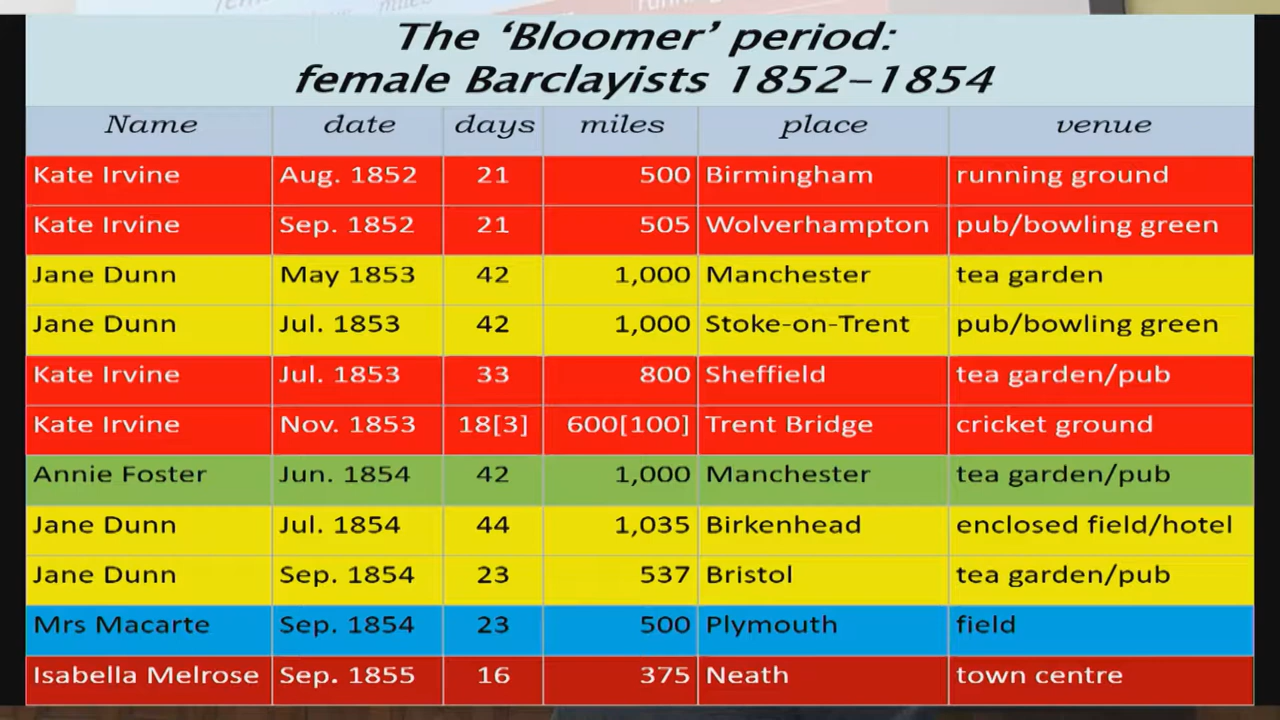 The ‘Bloomer’ period:
female Barclayists 1852–1854
Name date days miles place venue
Kate Irvine Aug. 1852 21 500 Birmingham running ground
Kate Irvine Sep. 1852 21 505 Wolverhampton pub/bowling green
Jane Dunn May 1853 42 1,000 Manchester tea garden
Jane Dunn Jul. 1853 42 1,000 Stoke-on-Trent pub/bowling green
Kate Irvine Jul. 1853 33 800 Sheffield tea garden/pub
Kate Irvine Nov. 1853 18[3] 600[100] Trent Bridge cricket ground
Annie Foster Jun. 1854 42 1,000 Manchester tea garden/pub
Jane Dunn Jul. 1854 44 1,035 Birkenhead enclosed field/hotel
Jane Dunn Sep. 1854 23 537 Bristol tea garden/pub
Mrs Macarte Sep. 1854 23 500 Plymouth field
Isabella Melrose Sep. 1855 16 375 Neath town centre